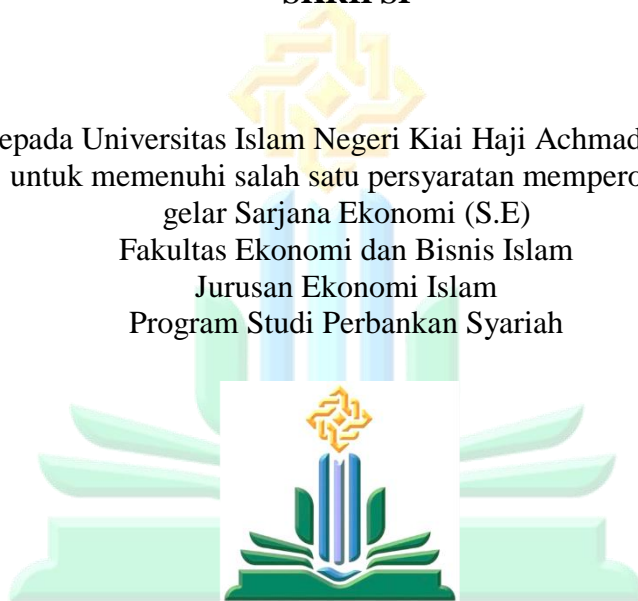 epada Universitas Islam Negeri Kiai Haji Achmad
untuk memenuhi salah satu persyaratan mempero
gelar Sarjana Ekonomi (S.E)
Fakultas Ekonomi dan Bisnis Islam
Jurusan Ekonomi Islam
Program Studi Perbankan Syariah